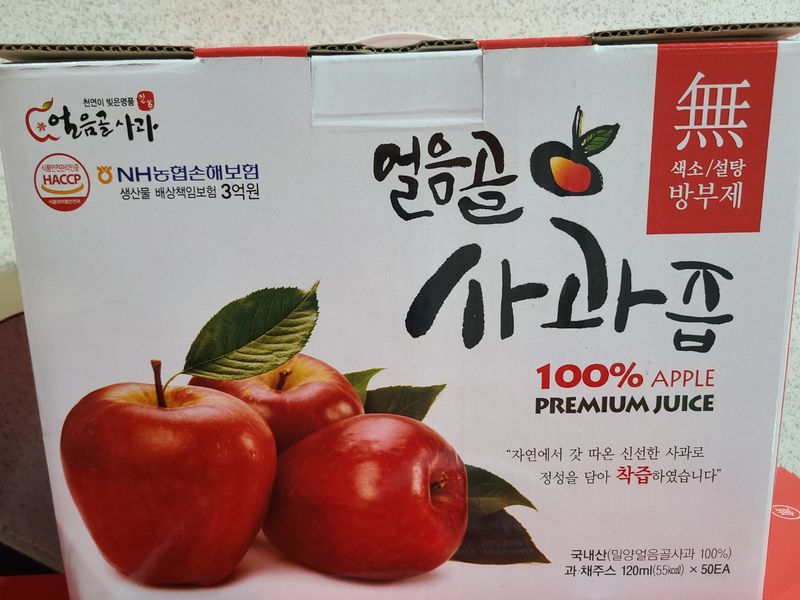 천연이 빚은명품
얼음골사과
HACCP
NH농협손해보험
생산물 배상책임보험 3억원
얼음골
사과즙
無
색소/설탕
방부제
100% APPLE
PREMIUM JUICE
"자연에서 갓 따온 신선한 사과로
정성을 담아 착즙하였습니다"
국내산(밀양얼음골사과 100%)
과·채주스 120ml(55kcal) × 50EA